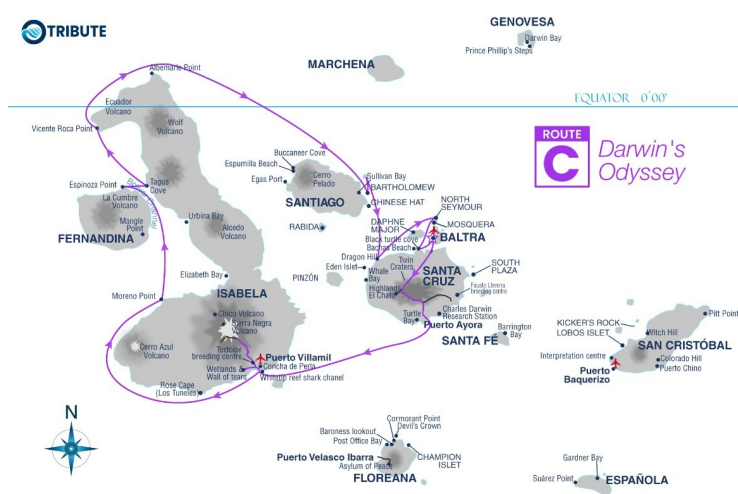 TRIBUTE
GENOVESA
Darwin Bay
Prince Phillip's Steps
MARCHENA
Albemarle Point
EQUATOR 0°00'
Ecuador
Volcano
Wolf
Volcano
Vicente Roca Point
ROUTE
C
Darwin's
Odyssey
Buccaneer Cove
Espumilla Beach
Cerro
Pelado
Egas Port
Sullivan Bay
BARTHOLOMEW
CHINESE HAT
SANTIAGO
RABIDA
Espinoza Point
Tagus
Cove
La Cumbre
Volcano
Mangle
Point
FERNANDINA
Urbina Bay
Alcedo
Volcano
NORTH
SEYMOUR
DAPHNE
MAJOR
MOSQUERA
BALTRA
Black turtle cove
Bachas Beach
Dragon Hill
Twin
Craters
Eden Islet
Whale
Bay
SANTA
CRUZ
SOUTH
PLAZA
Highlands
El Chato
Fausto Llerena
breeding centre
PINZÓN
Elizabeth Bay
ISABELA
Moreno Point
Chico Volcano
Sierra Negra
Volcano
Cerro Azul
Volcano
Tortoise
breeding centre
Puerto Villamil
Concha de Perla
Wetlands &
Wall of tears
Whitetip reef shark chanel
Rose Cape
(Los Tuneles)
Turtle
Bay
Charles Darwin
Research Station
Puerto Ayora
SANTA FÉ
Barrington
Bay
Pitt Point
KICKER'S ROCK
LOBOS ISLET
Witch Hill
SAN CRISTÓBAL
Interpretation centre
Colorado Hill
Puerto Chino
Puerto
Baquerizo
N
Cormorant Point
Devil's Crown
Baroness lookout
Post Office Bay
Puerto Velasco Ibarra
Asylum of Peace
CHAMPION
ISLET
FLOREANA
Gardner Bay
Suárez Point
ESPAÑOLA